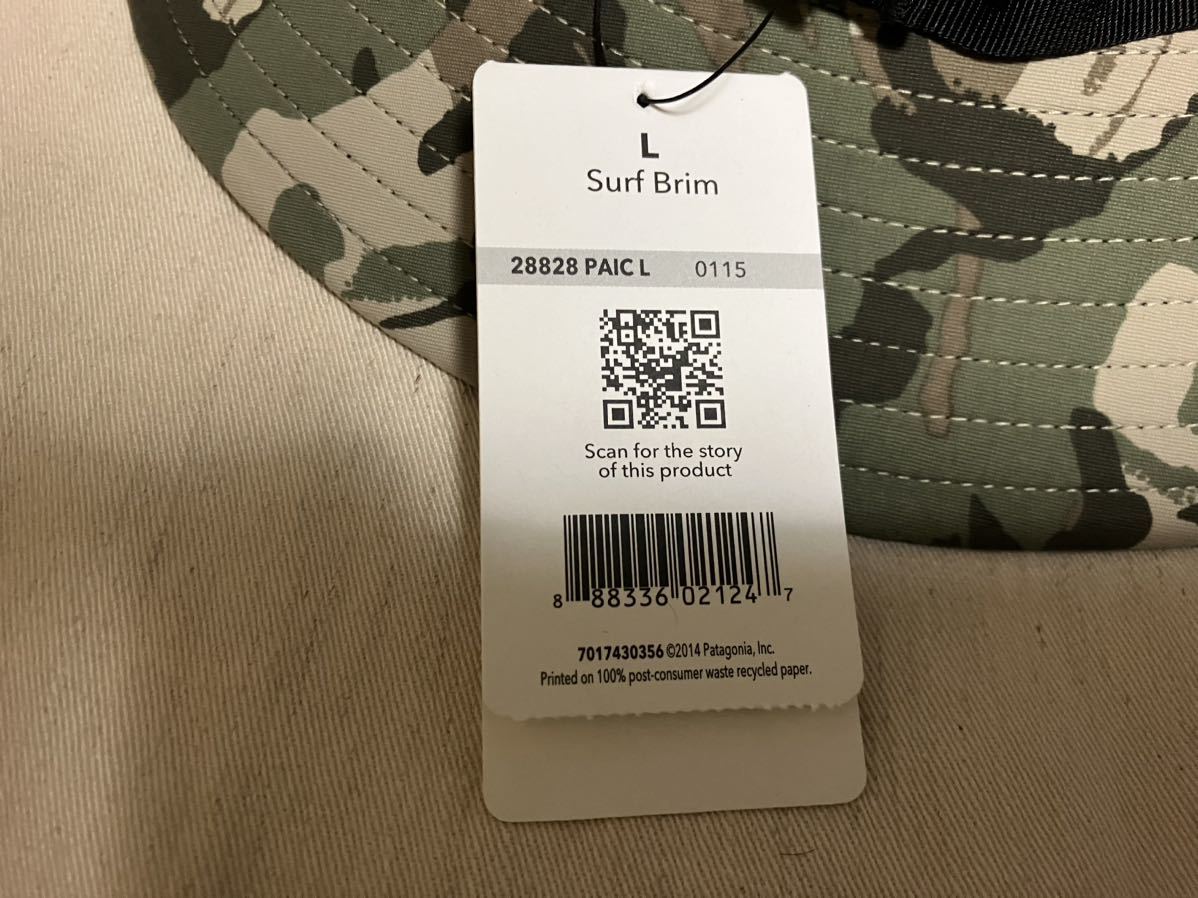 L
Surf Brim
28828 PAIC L 0115
Scan for the story
of this product
8 88336 02124 7
7017430356 ©2014 Patagonia, Inc.
Printed on 100% post-consumer waste recycled paper.